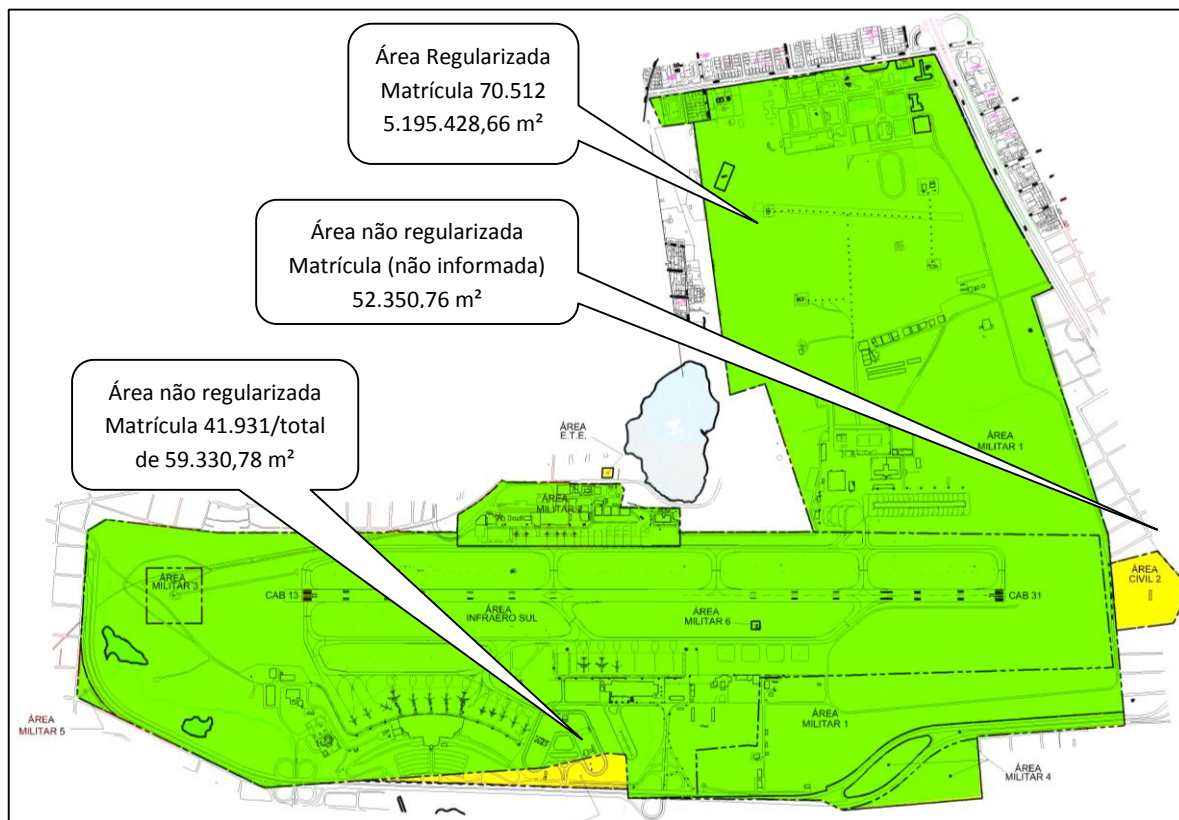 Área Regularizada
Matrícula 70.512
5.195.428,66 m²
Área não regularizada
Matrícula (não informada)
52.350,76 m²
Área não regularizada
Matrícula 41.931/total
de 59.330,78 m²
ÁREA
E.T.E.
ÁREA
MILITAR 1
ÁREA
MILITAR 2
ÁREA
MILITAR 3
CAB 13
ÁREA
INFRAERO SUL
ÁREA
MILITAR 6
CAB 31
ÁREA
CIVIL 2
ÁREA
MILITAR 5
ÁREA
MILITAR 1
ÁREA
MILITAR 4